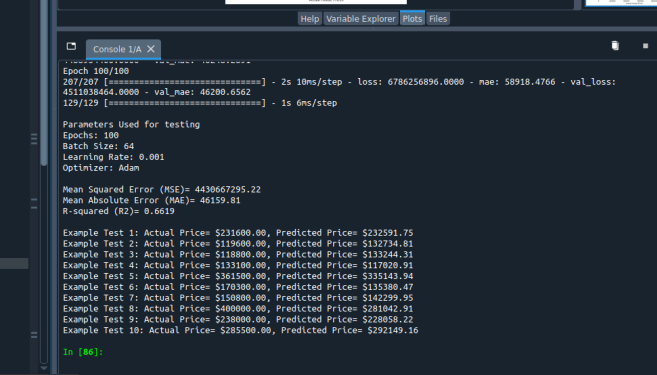 Help Variable Explorer Plots Files
Console 1/A
Epoch 100/100
207/207 [==============================] - 2s 10ms/step - loss: 6786256896.0000 - mae: 58918.4766 - val_loss:
4511038464.0000 - val_mae: 46200.6562
129/129 [==============================] - 1s 6ms/step
Parameters Used for testing
Epochs: 100
Batch Size: 64
Learning Rate: 0.001
Optimizer: Adam
Mean Squared Error (MSE)= 4430667295.22
Mean Absolute Error (MAE)= 46159.81
R-squared (R2)= 0.6619
Example Test 1: Actual Price= $231600.00, Predicted Price= $232591.75
Example Test 2: Actual Price= $119600.00, Predicted Price= $132734.81
Example Test 3: Actual Price= $118800.00, Predicted Price= $133244.31
Example Test 4: Actual Price= $133100.00, Predicted Price= $117020.91
Example Test 5: Actual Price= $361500.00, Predicted Price= $335143.94
Example Test 6: Actual Price= $170300.00, Predicted Price= $135380.47
Example Test 7: Actual Price= $150800.00, Predicted Price= $142299.95
Example Test 8: Actual Price= $400000.00, Predicted Price= $281042.91
Example Test 9: Actual Price= $238000.00, Predicted Price= $228058.22
Example Test 10: Actual Price= $285500.00, Predicted Price= $292149.16
In [86]: